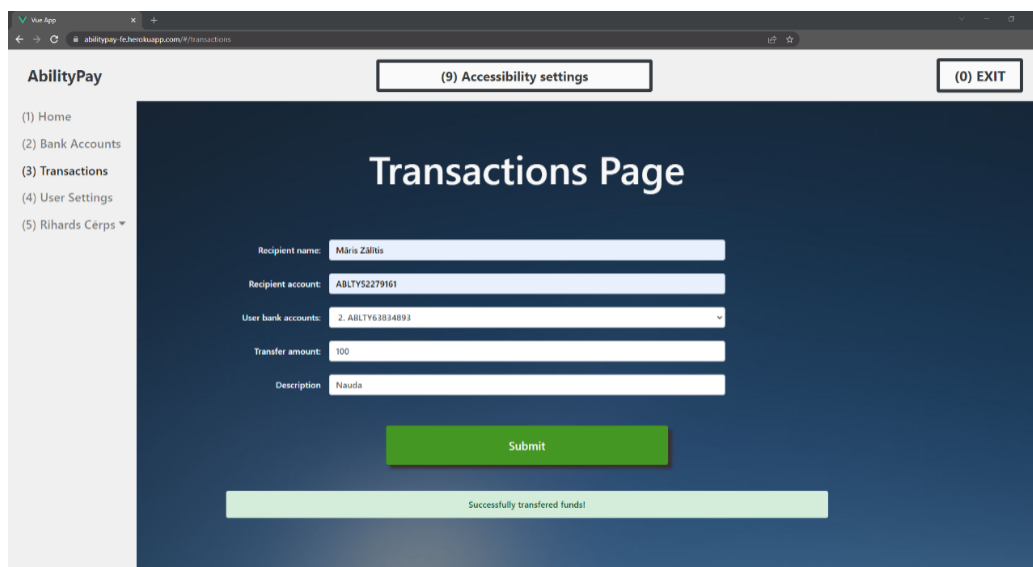 Vue App
abilitypay-fe.herokuapp.com/#/transactions
AbilityPay
(9) Accessibility settings
(0) EXIT
(1) Home
(2) Bank Accounts
(3) Transactions
(4) User Settings
(5) Rihards Cērps
Transactions Page
Recipient name: Māris Zālītis
Recipient account: ABLTY52279161
User bank accounts: 2. ABLTY63834893
Transfer amount: 100
Description Nauda
Submit
Successfully transfered funds!